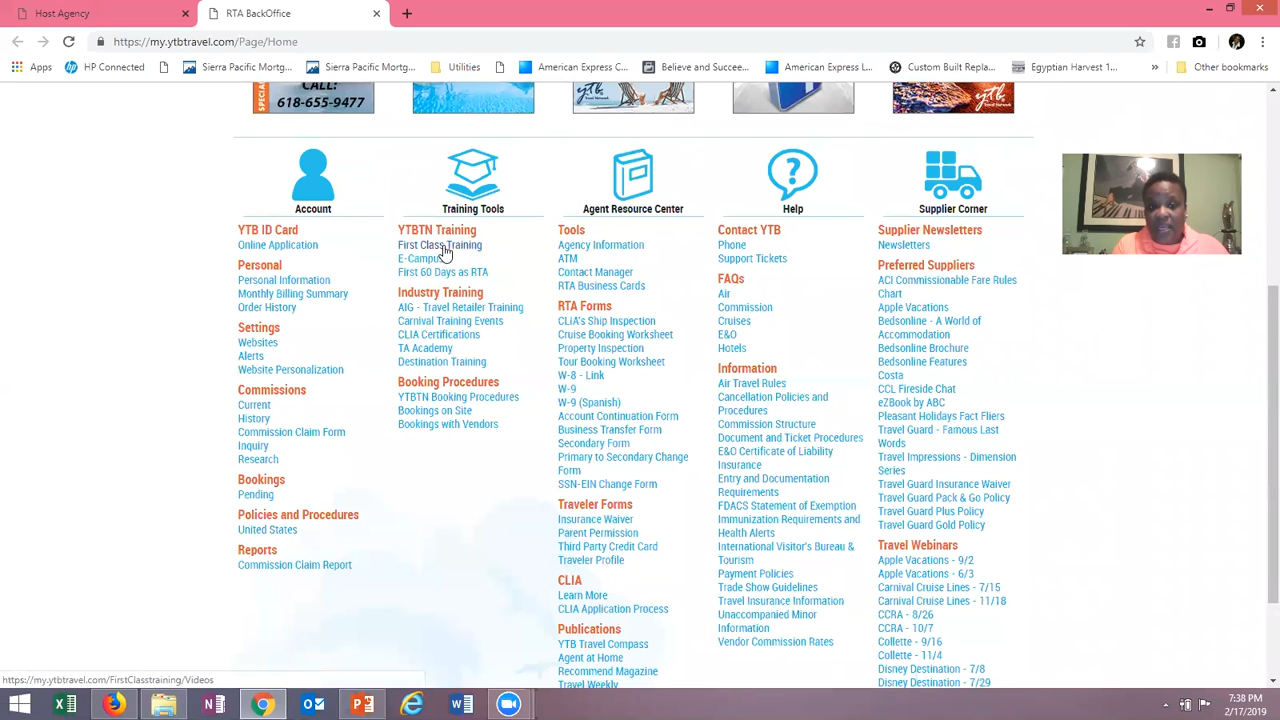 Host Agency
RTA BackOffice
https://my.ytbtravel.com/Page/Home
Apps
HP Connected
Sierra Pacific Mortg...
Sierra Pacific Mortg...
Utilities
American Express C...
Believe and Succee...
American Express L...
Custom Built Repla...
Egyptian Harvest 1...
»
Other bookmarks
CALL:
618-655-9477
ytb
Travel Network
ytb
Travel Network
Account
YTB ID Card
Online Application
Personal
Personal Information
Monthly Billing Summary
Order History
Settings
Websites
Alerts
Website Personalization
Commissions
Current
History
Commission Claim Form
Inquiry
Research
Bookings
Pending
Policies and Procedures
United States
Reports
Commission Claim Report
Training Tools
YTBTN Training
First Class Training
E-Campu
First 60 Days as RTA
Industry Training
AIG - Travel Retailer Training
Carnival Training Events
CLIA Certifications
TA Academy
Destination Training
Booking Procedures
YTBTN Booking Procedures
Bookings on Site
Bookings with Vendors
Agent Resource Center
Tools
Agency Information
ATM
Contact Manager
RTA Business Cards
RTA Forms
CLiA's Ship Inspection
Cruise Booking Worksheet
Property Inspection
Tour Booking Worksheet
W-8 - Link
W-9
W-9 (Spanish)
Account Continuation Form
Business Transfer Form
Secondary Form
Primary to Secondary Change
Form
SSN-EIN Change Form
Traveler Forms
Insurance Waiver
Parent Permission
Third Party Credit Card
Traveler Profile
CLIA
Learn More
CLIA Application Process
Publications
YTB Travel Compass
Agent at Home
Recommend Magazine
Travel Weekly
Help
Contact YTB
Phone
Support Tickets
FAQs
Air
Commission
Cruises
E&O
Hotels
Information
Air Travel Rules
Cancellation Policies and
Procedures
Commission Structure
Document and Ticket Procedures
E&O Certificate of Liability
Insurance
Entry and Documentation
Requirements
FDACS Statement of Exemption
Immunization Requirements and
Health Alerts
International Visitor's Bureau &
Tourism
Payment Policies
Trade Show Guidelines
Travel Insurance Information
Unaccompanied Minor
Information
Vendor Commission Rates
Supplier Corner
Supplier Newsletters
Newsletters
Preferred Suppliers
ACI Commissionable Fare Rules
Chart
Apple Vacations
Bedsonline - A World of
Accommodation
Bedsonline Brochure
Bedsonline Features
Costa
CCL Fireside Chat
eZBook by ABC
Pleasant Holidays Fact Fliers
Travel Guard - Famous Last
Words
Travel Impressions - Dimension
Series
Travel Guard Insurance Waiver
Travel Guard Pack & Go Policy
Travel Guard Plus Policy
Travel Guard Gold Policy
Travel Webinars
Apple Vacations - 9/2
Apple Vacations - 6/3
Carnival Cruise Lines - 7/15
Carnival Cruise Lines - 11/18
CCRA - 8/26
CCRA - 10/7
Collette - 9/16
Collette - 11/4
Disney Destination - 7/8
Disney Destination - 7/29
https://my.ytbtravel.com/FirstClasstraining/Videos
7:38 PM
2/17/2019